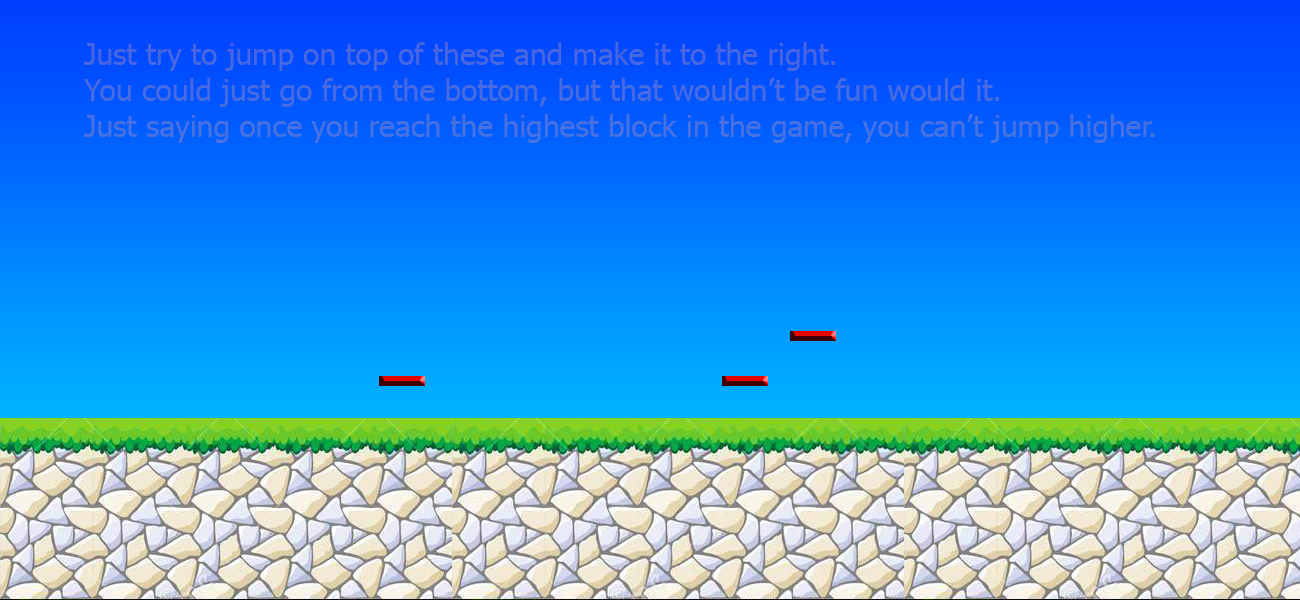 Just try to jump on top of these and make it to the right.
You could just go from the bottom, but that wouldn’t be fun would it.
Just saying once you reach the highest block in the game, you can’t jump higher.